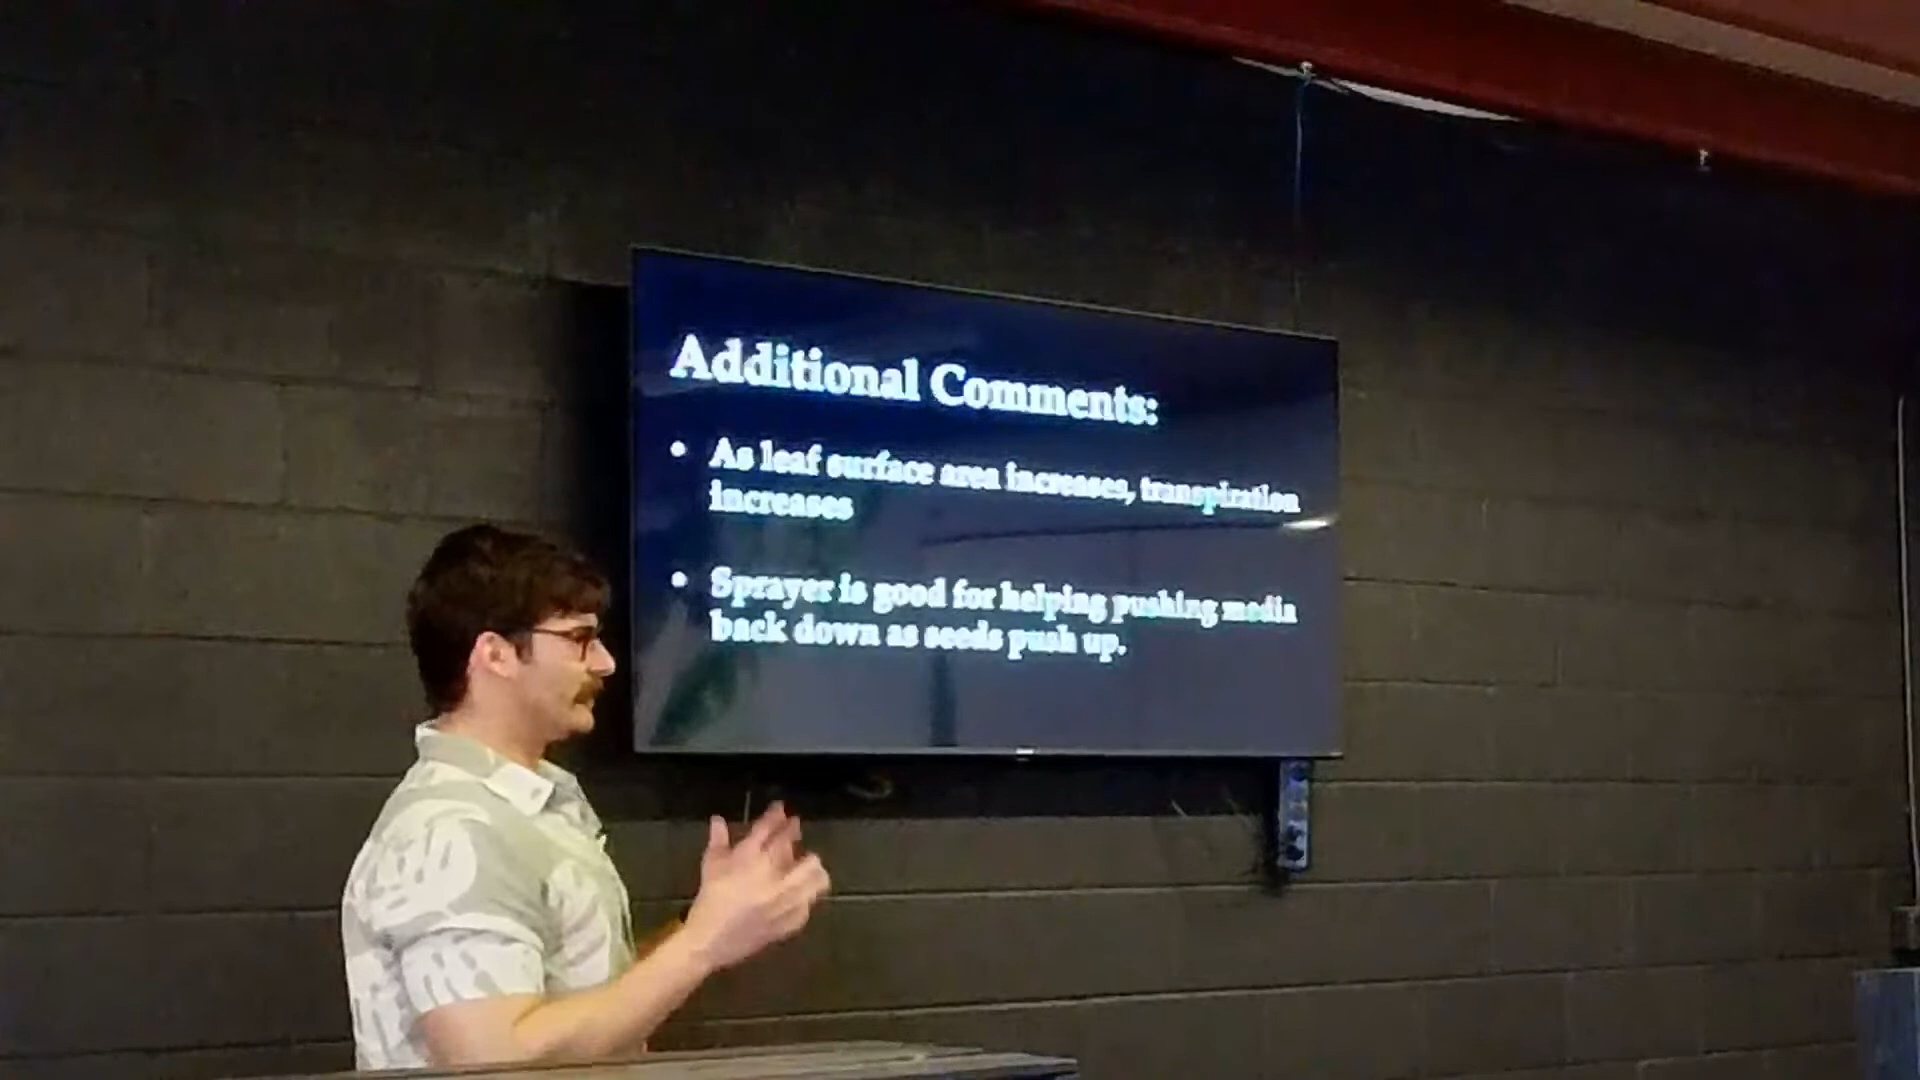 Additional Comments:
• As leaf surface area increases, transpiration
increases
• Sprayer is good for helping pushing media
back down as seeds push up.